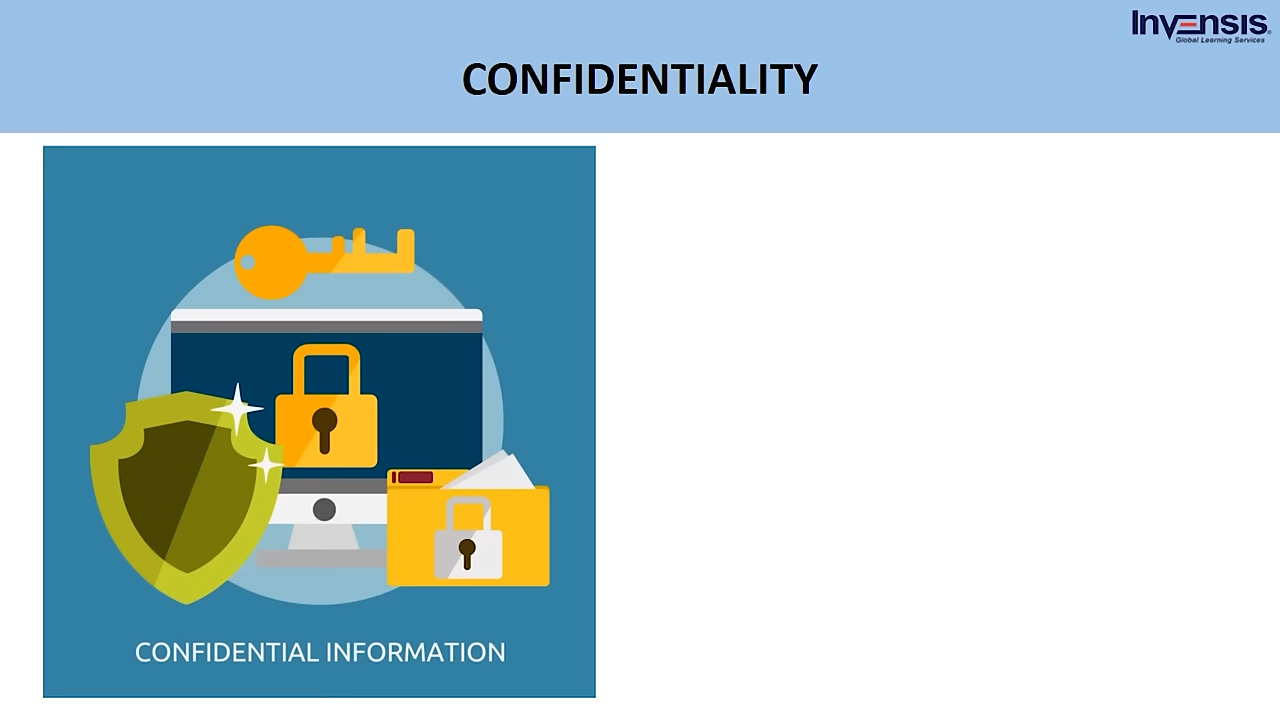 Invensis
Global Learning Services
CONFIDENTIALITY
CONFIDENTIAL INFORMATION